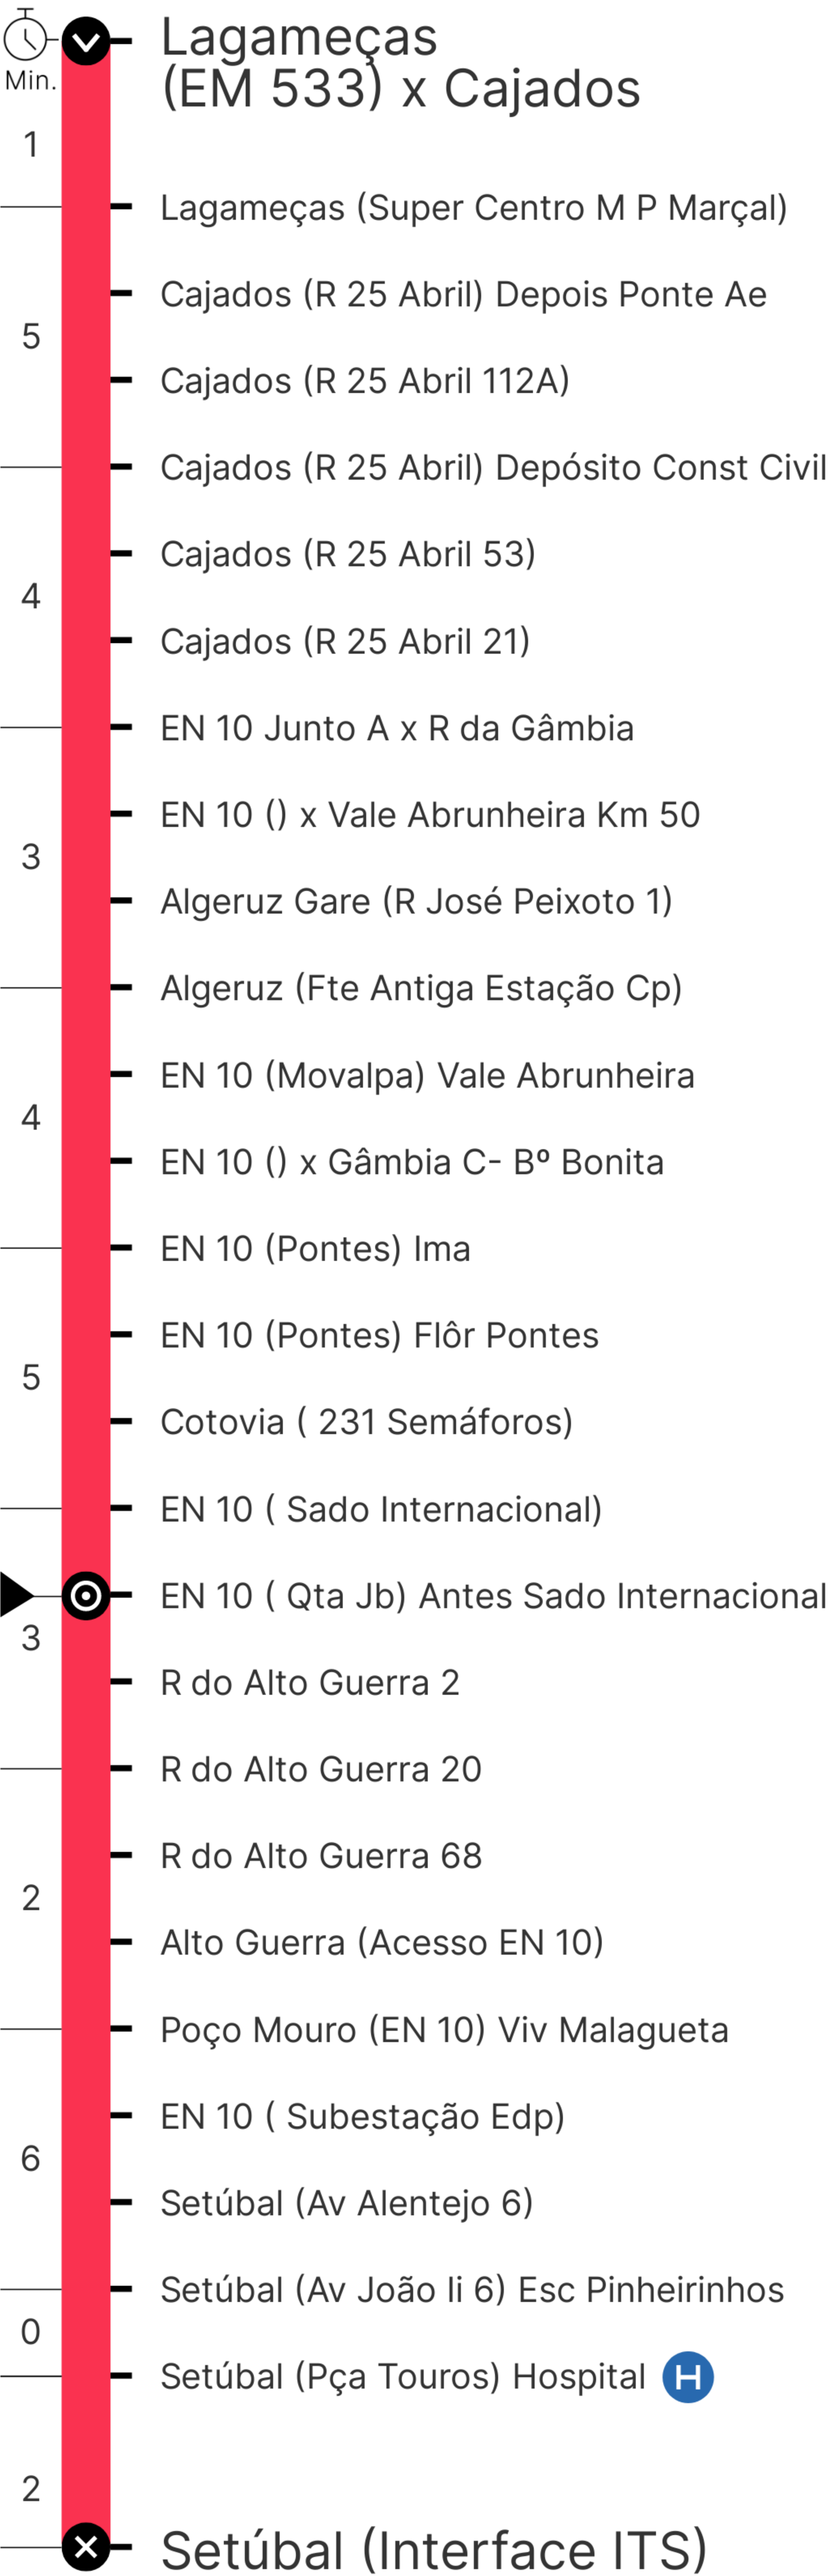 Lagameças
(EM 533) x Cajados
Min.
1
Lagameças (Super Centro M P Marçal)
Cajados (R 25 Abril) Depois Ponte Ae
5
Cajados (R 25 Abril 112A)
Cajados (R 25 Abril) Depósito Const Civil
Cajados (R 25 Abril 53)
4
Cajados (R 25 Abril 21)
EN 10 Junto A x R da Gâmbia
EN 10 () x Vale Abrunheira Km 50
3
Algeruz Gare (R José Peixoto 1)
Algeruz (Fte Antiga Estação Cp)
EN 10 (Movalpa) Vale Abrunheira
4
EN 10 () x Gâmbia C- Bº Bonita
EN 10 (Pontes) Ima
EN 10 (Pontes) Flôr Pontes
5
Cotovia ( 231 Semáforos)
EN 10 ( Sado Internacional)
EN 10 ( Qta Jb) Antes Sado Internacional
3
R do Alto Guerra 2
R do Alto Guerra 20
R do Alto Guerra 68
2
Alto Guerra (Acesso EN 10)
Poço Mouro (EN 10) Viv Malagueta
EN 10 ( Subestação Edp)
6
Setúbal (Av Alentejo 6)
Setúbal (Av João Ii 6) Esc Pinheirinhos
0
Setúbal (Pça Touros) Hospital H
2
Setúbal (Interface ITS)